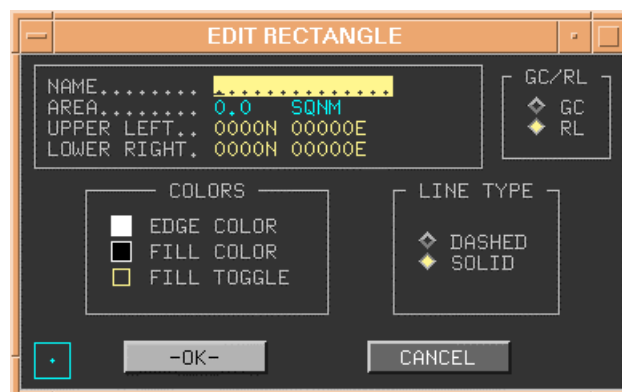 EDIT RECTANGLE
NAME........
AREA........ 0.0 SQNM
UPPER LEFT.. 0000N 00000E
LOWER RIGHT. 0000N 00000E
GC/RL
GC
RL
COLORS
EDGE COLOR
FILL COLOR
FILL TOGGLE
LINE TYPE
DASHED
SOLID
-OK-
CANCEL